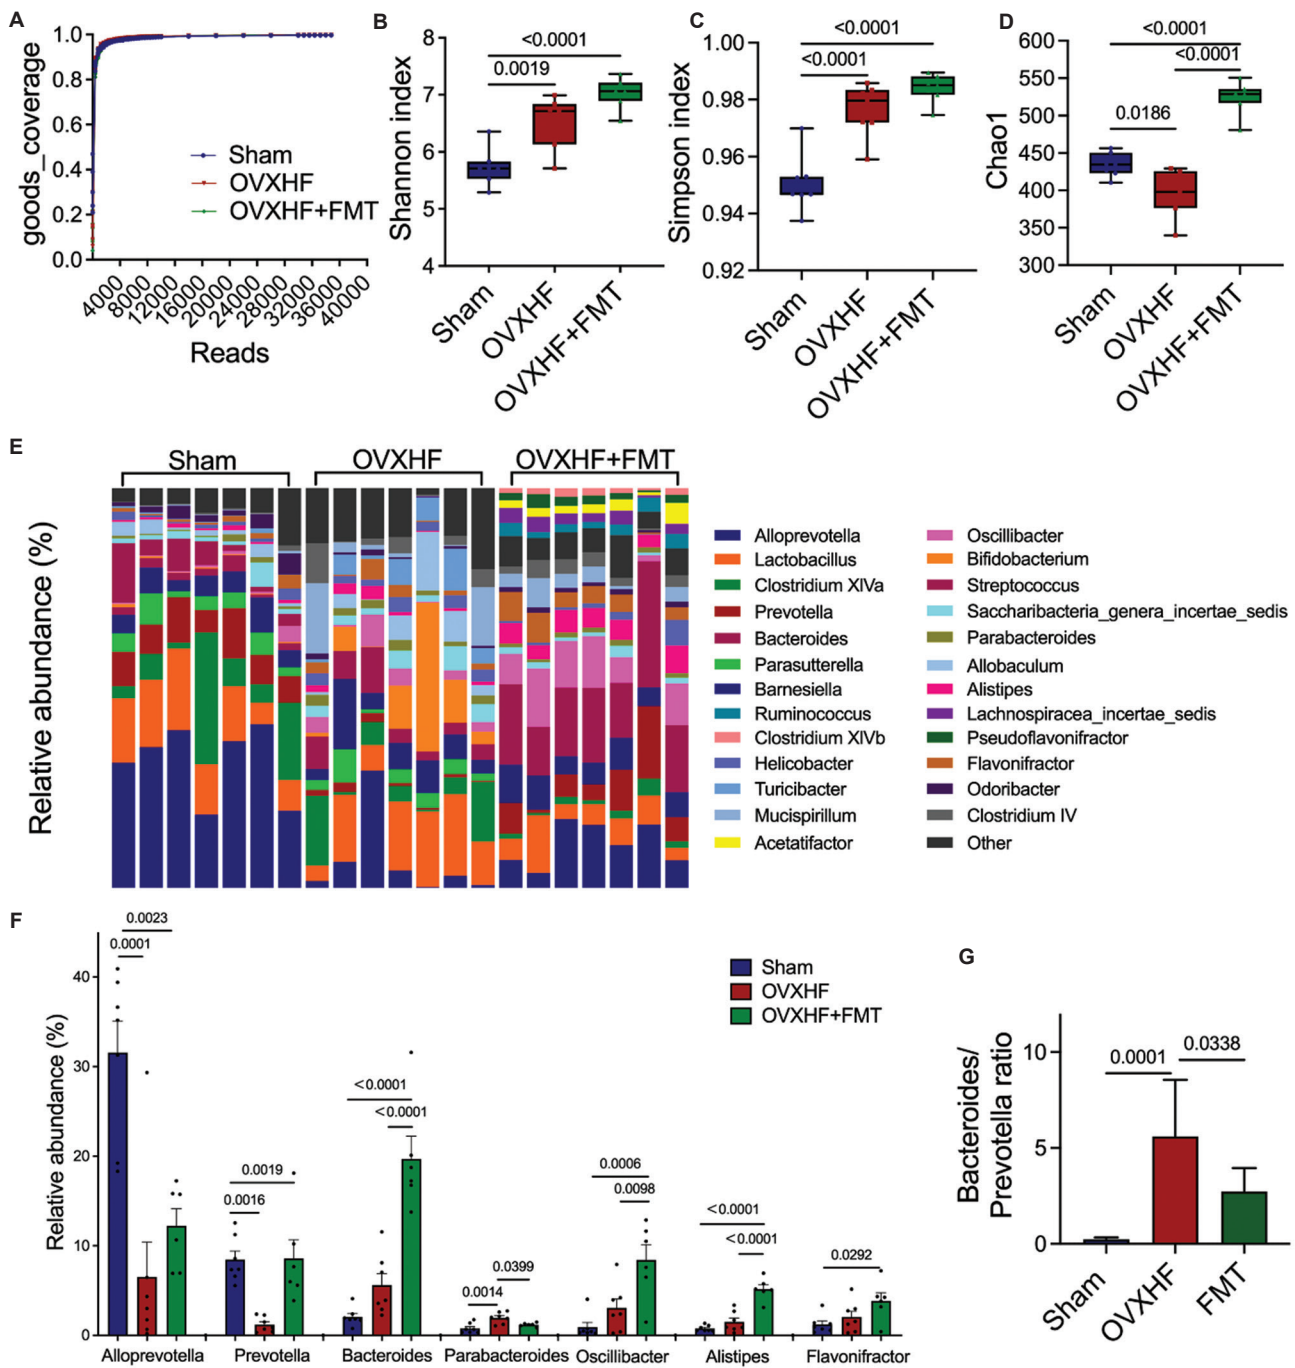 A
goods_coverage
1.0
0.8
0.6
0.4
0.2
0.0
Sham
OVXHF
OVXHF+FMT
4000
8000
12000
16000
20000
24000
28000
32000
36000
40000
Reads
B
Shannon index
8
7
6
5
4
<0.0001
0.0019
Sham
OVXHF
OVXHF+FMT
C
Simpson index
1.00
0.98
0.96
0.94
0.92
<0.0001
<0.0001
Sham
OVXHF
OVXHF+FMT
D
Chao1
600
550
500
450
400
350
300
<0.0001
<0.0001
0.0186
Sham
OVXHF
OVXHF+FMT
E
Relative abundance (%)
Sham
OVXHF
OVXHF+FMT
Alloprevotella
Lactobacillus
Clostridium XIVa
Prevotella
Bacteroides
Parasutterella
Barnesiella
Ruminococcus
Clostridium XIVb
Helicobacter
Turicibacter
Mucispirillum
Acetatifactor
Oscillibacter
Bifidobacterium
Streptococcus
Saccharibacteria_genera_incertae_sedis
Parabacteroides
Allobaculum
Alistipes
Lachnospiracea_incertae_sedis
Pseudoflavonifractor
Flavonifractor
Odoribacter
Clostridium IV
Other
F
Relative abundance (%)
40
30
20
10
0
0.0023
0.0001
0.0019
0.0016
<0.0001
<0.0001
0.0399
0.0014
0.0006
0.0098
<0.0001
<0.0001
0.0292
Sham
OVXHF
OVXHF+FMT
Alloprevotella
Prevotella
Bacteroides
Parabacteroides
Oscillibacter
Alistipes
Flavonifractor
G
Bacteroides/
Prevotella ratio
10
5
0
0.0001
0.0338
Sham
OVXHF
FMT